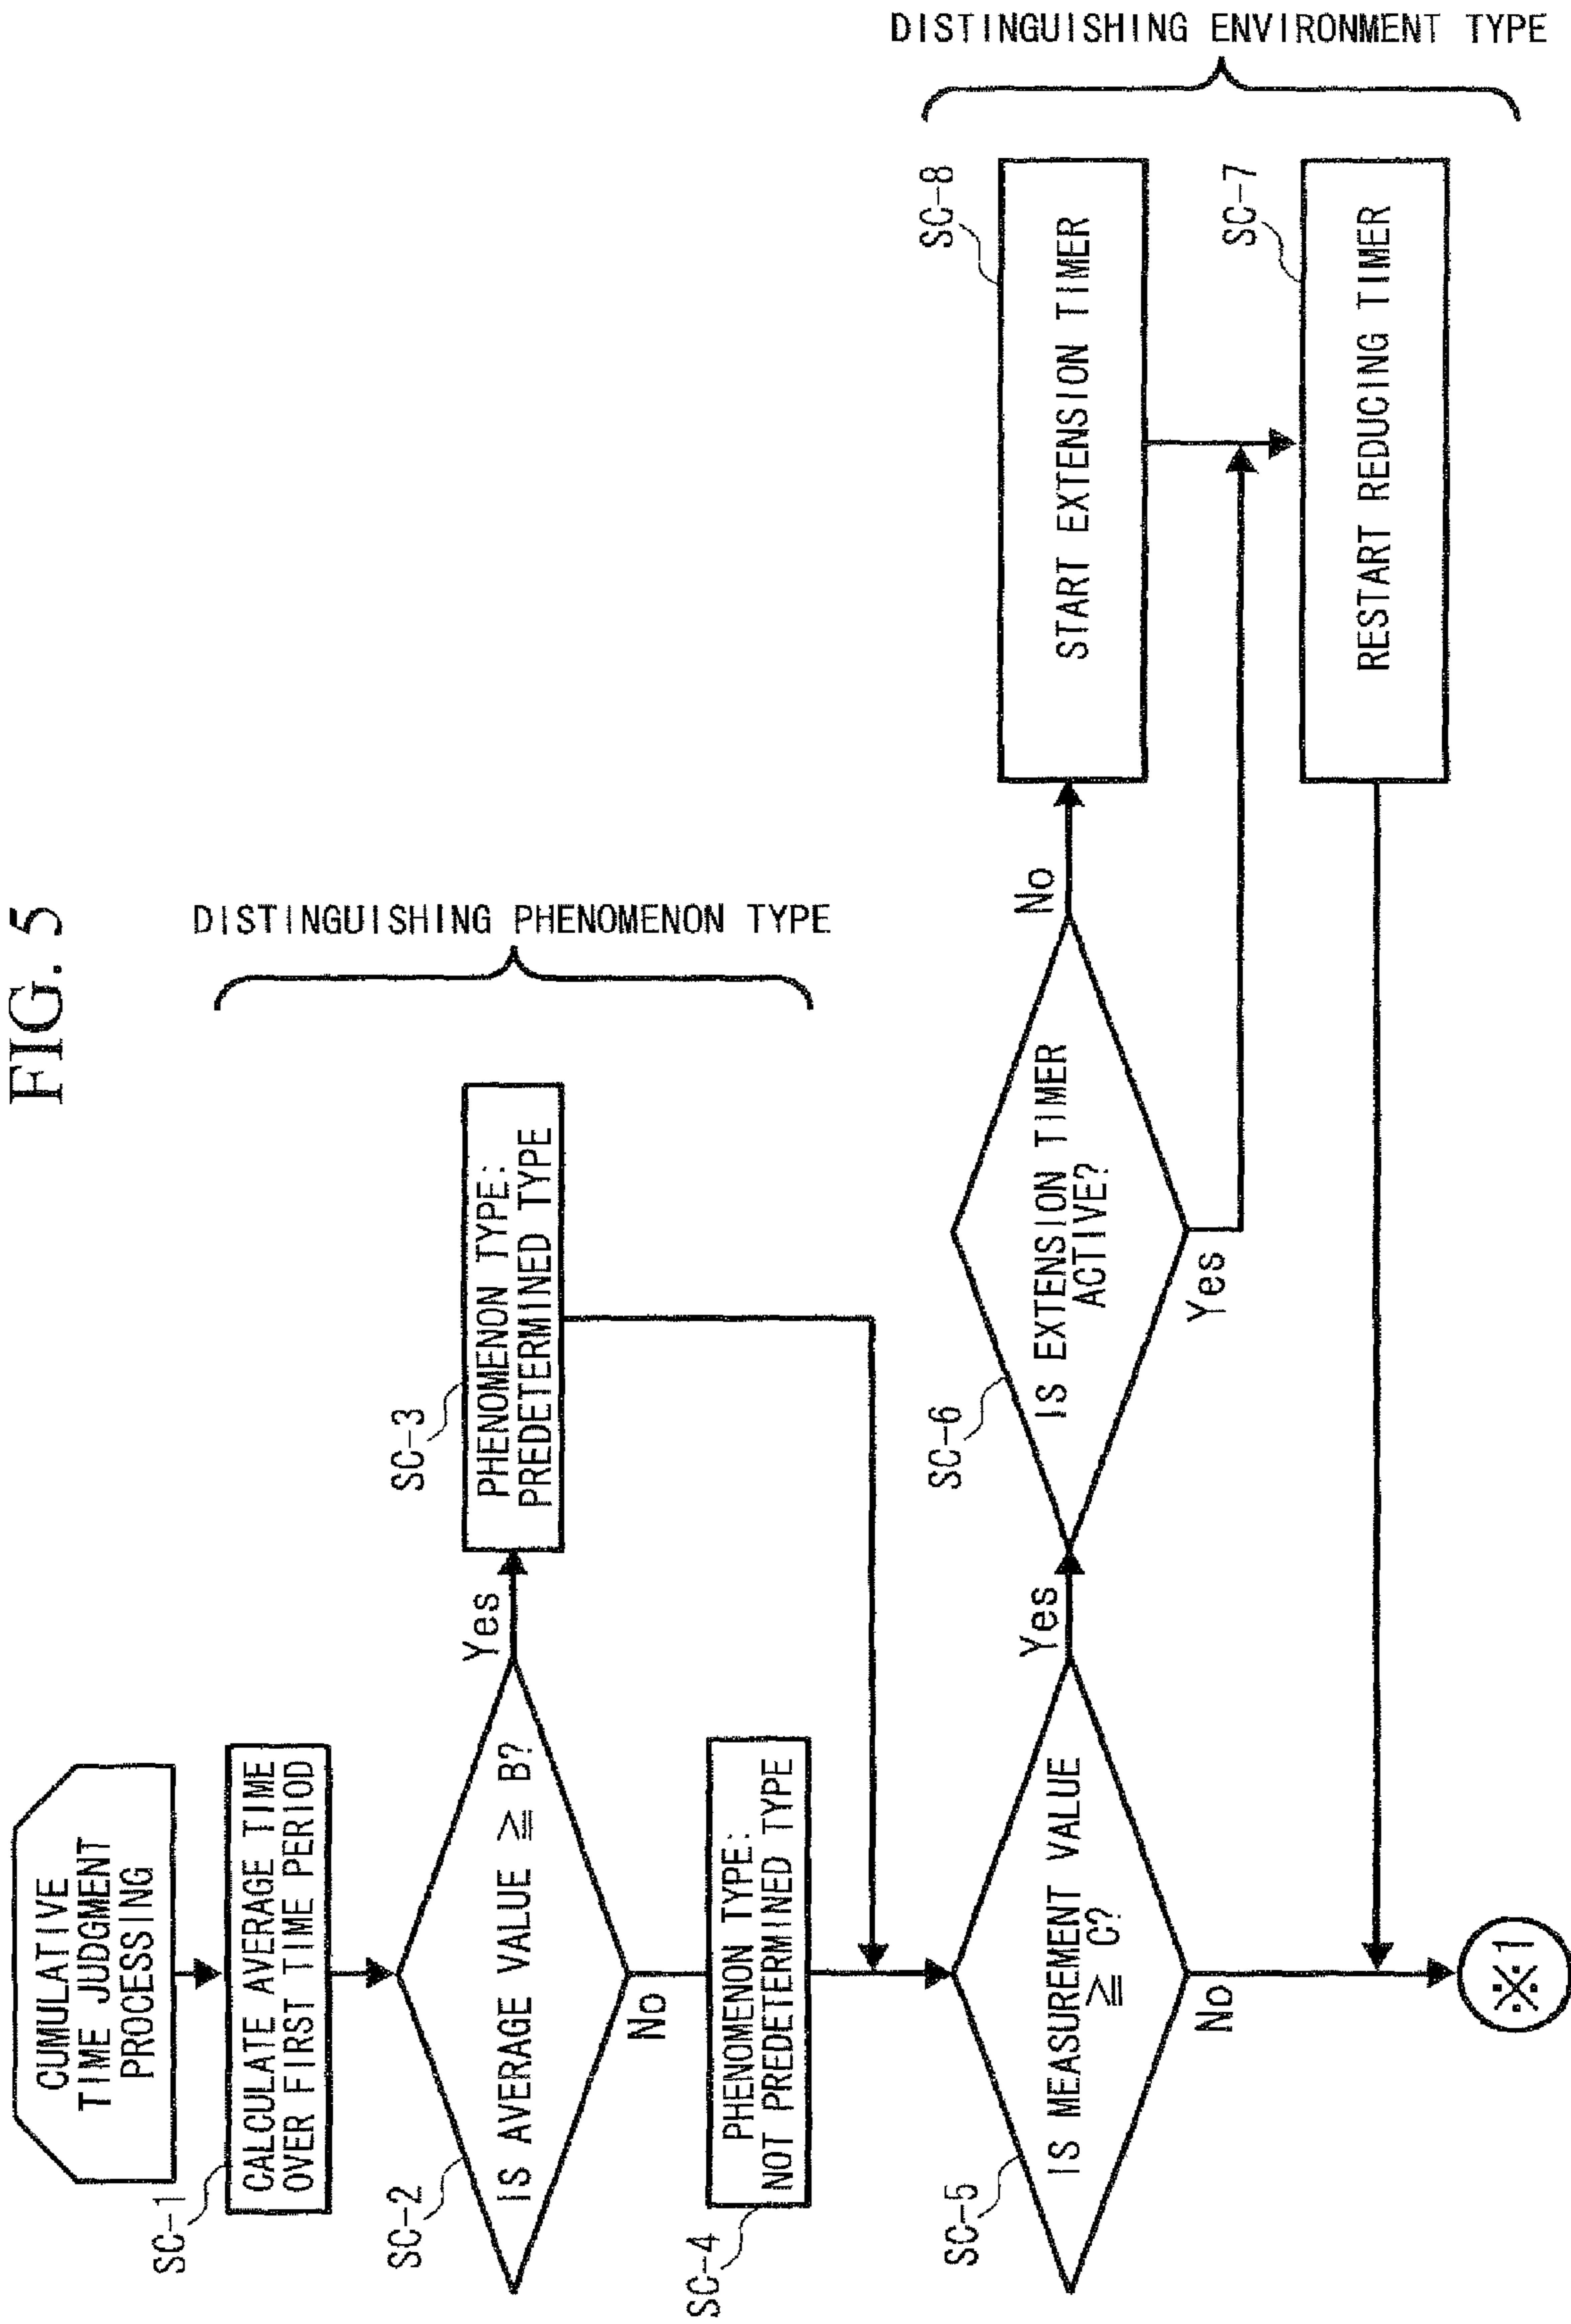 FIG. 5
CUMULATIVE
TIME JUDGMENT
PROCESSING
SC-1
CALCULATE AVERAGE TIME
OVER FIRST TIME PERIOD
DISTINGUISHING PHENOMENON TYPE
SC-2
IS AVERAGE VALUE ≧ B?
Yes
No
SC-3
PHENOMENON TYPE:
PREDETERMINED TYPE
SC-4
PHENOMENON TYPE:
NOT PREDETERMINED TYPE
DISTINGUISHING ENVIRONMENT TYPE
SC-5
IS MEASUREMENT VALUE
≧ C?
Yes
No
SC-6
IS EXTENSION TIMER
ACTIVE?
No
Yes
SC-8
START EXTENSION TIMER
SC-7
RESTART REDUCING TIMER
※1